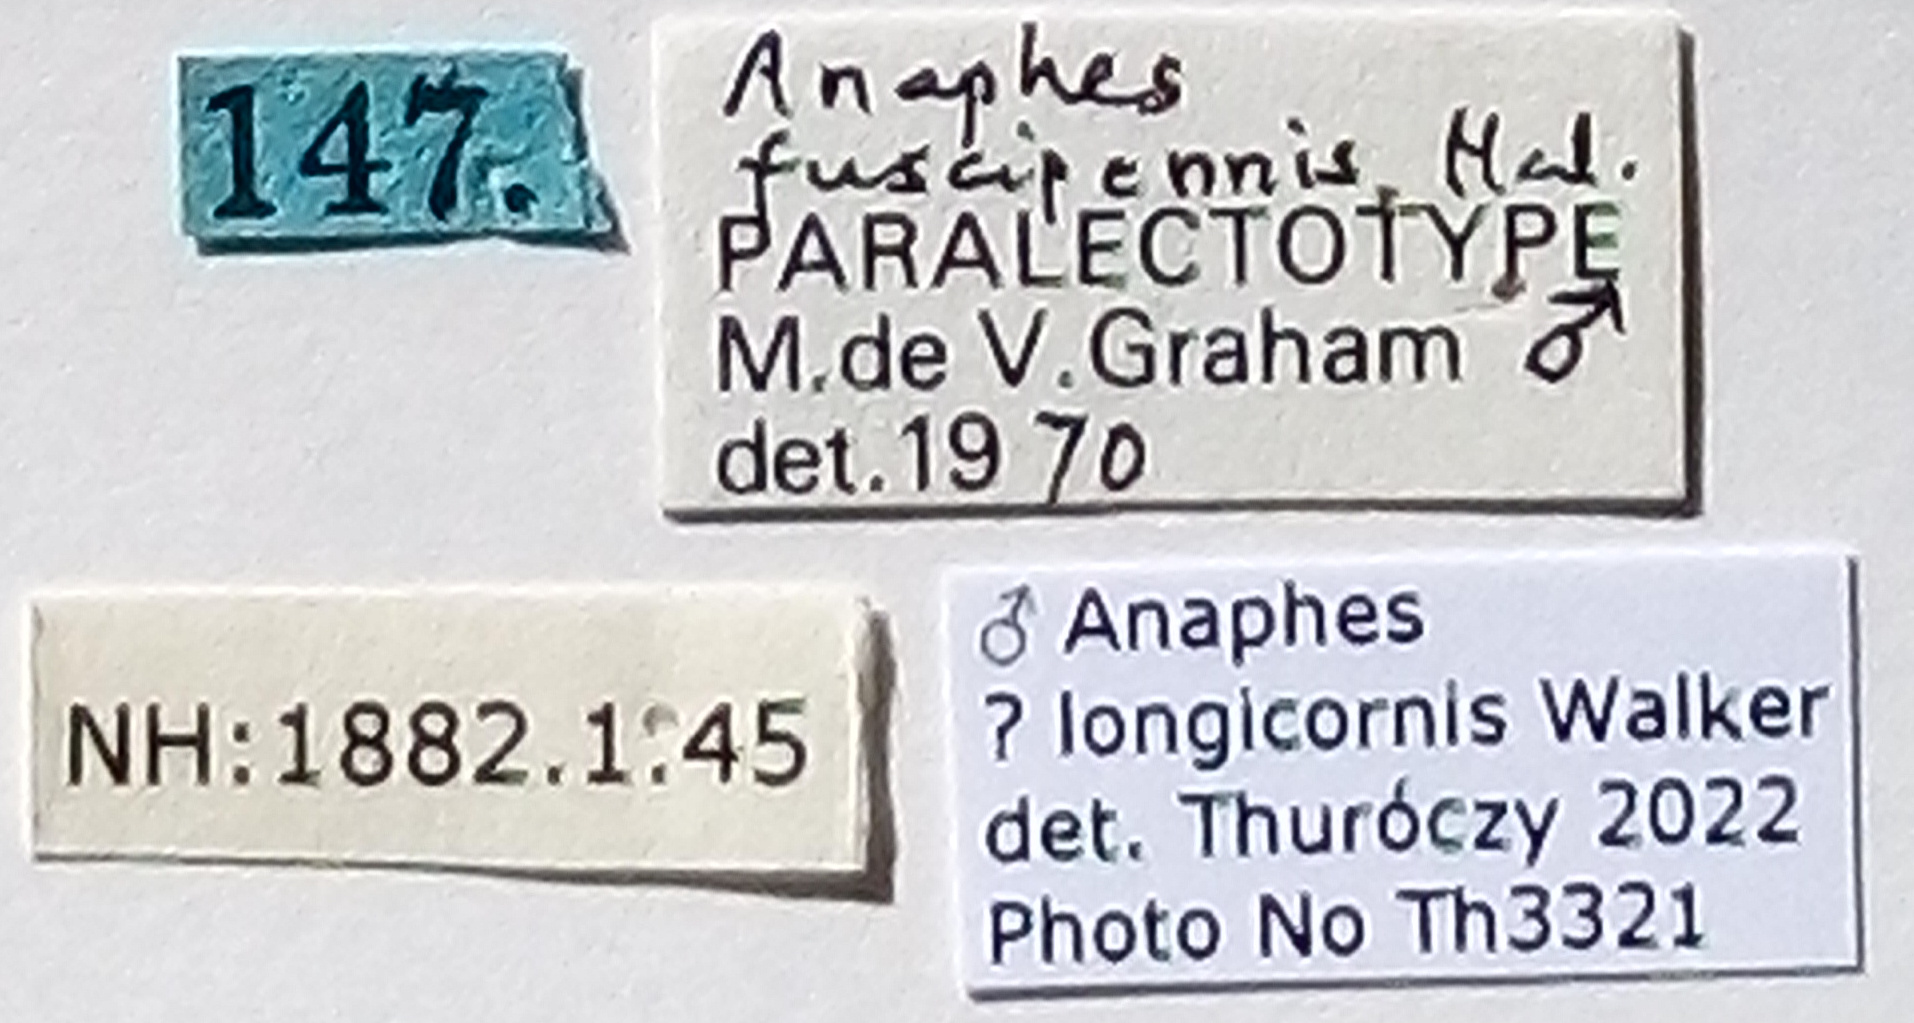 147.
Anaphes
fuscipennis Hal.
PARALECTOTYPE
M.de V.Graham ♂
det.1970
NH:1882.1:45
♂ Anaphes
? longicornis Walker
det. Thuróczy 2022
Photo No Th3321